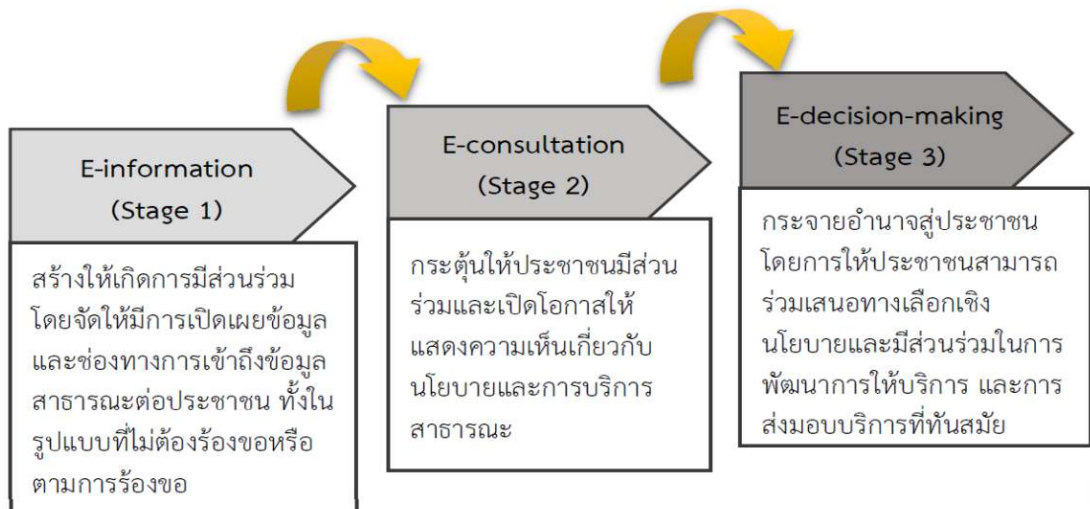 E-information
(Stage 1)
สร้างให้เกิดการมีส่วนร่วม
โดยจัดให้มีการเปิดเผยข้อมูล
และช่องทางการเข้าถึงข้อมูล
สาธารณะต่อประชาชน ทั้งใน
รูปแบบที่ไม่ต้องร้องขอหรือ
ตามการร้องขอ
E-consultation
(Stage 2)
กระตุ้นให้ประชาชนมีส่วน
ร่วมและเปิดโอกาสให้
แสดงความเห็นเกี่ยวกับ
นโยบายและการบริการ
สาธารณะ
E-decision-making
(Stage 3)
กระจายอำนาจสู่ประชาชน
โดยการให้ประชาชนสามารถ
ร่วมเสนอทางเลือกเชิง
นโยบายและมีส่วนร่วมในการ
พัฒนาการให้บริการ และการ
ส่งมอบบริการที่ทันสมัย